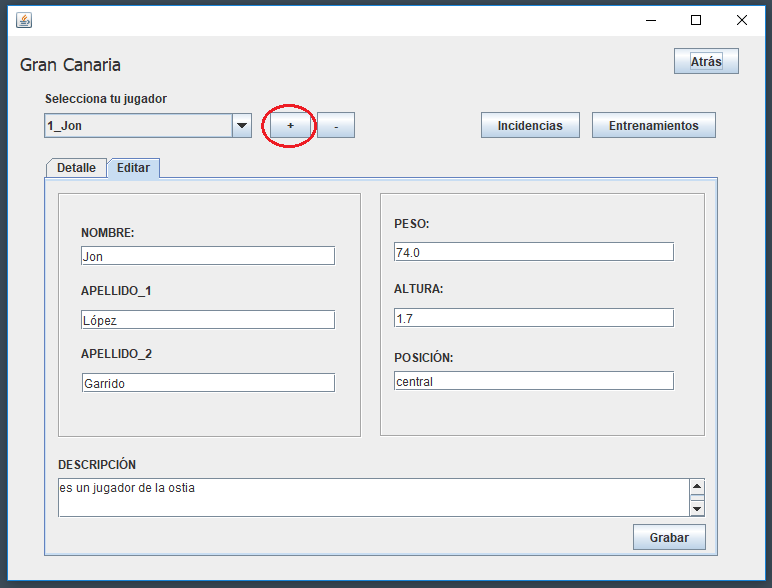 Gran Canaria
Atrás
Selecciona tu jugador
1_Jon
+
-
Incidencias
Entrenamientos
Detalle
Editar
NOMBRE:
Jon
APELLIDO_1
López
APELLIDO_2
Garrido
PESO:
74.0
ALTURA:
1.7
POSICIÓN:
central
DESCRIPCIÓN
es un jugador de la ostia
Grabar